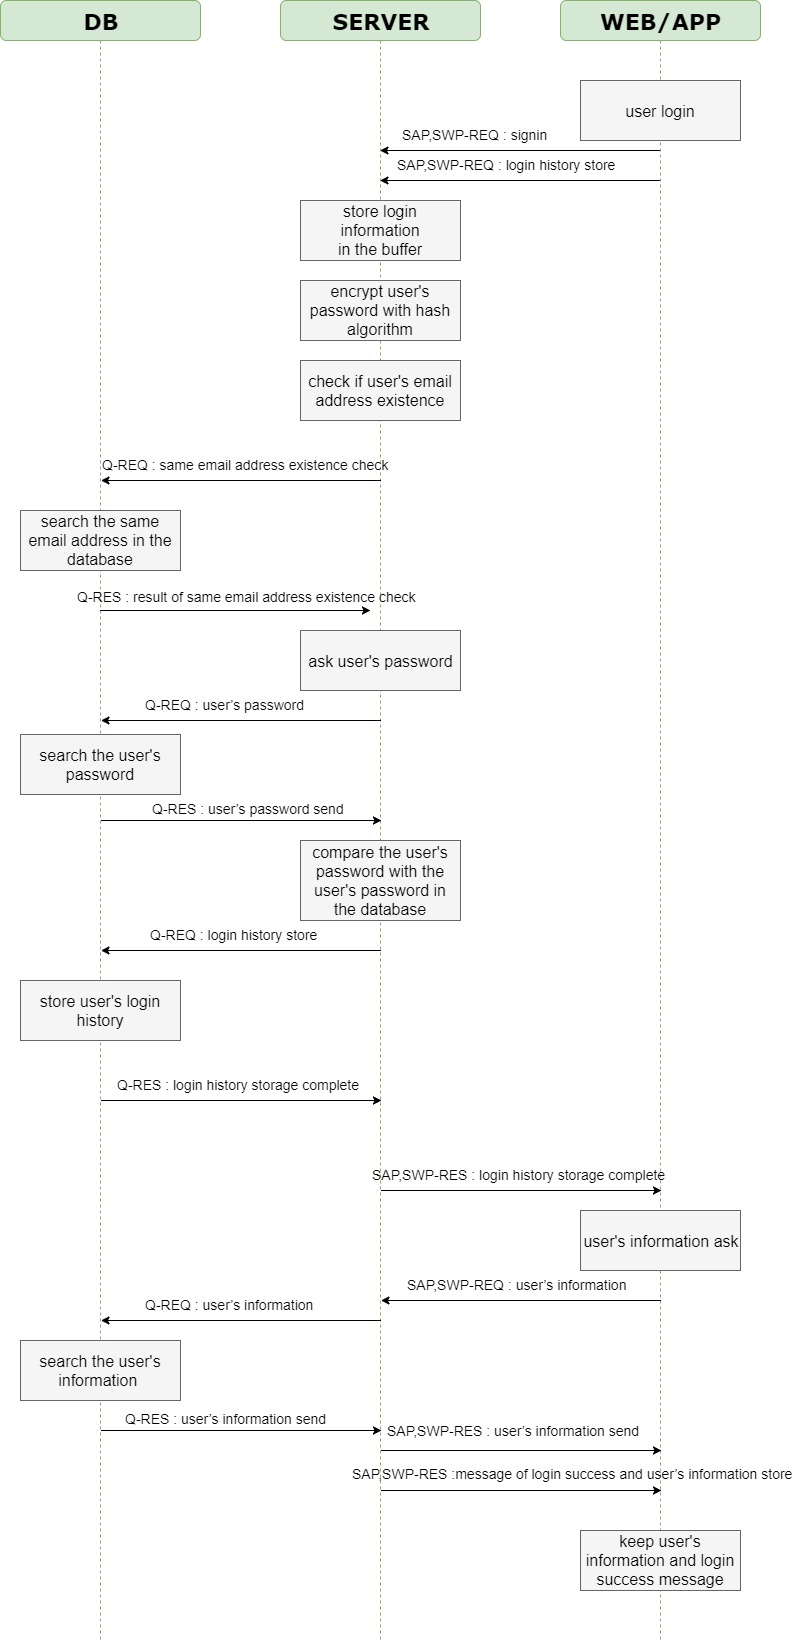 DB
SERVER
WEB/APP
user login
SAP,SWP-REQ : signin
SAP,SWP-REQ : login history store
store login
information
in the buffer
encrypt user's
password with hash
algorithm
check if user's email
address existence
Q-REQ : same email address existence check
search the same
email address in the
database
Q-RES : result of same email address existence check
ask user's password
Q-REQ : user’s password
search the user's
password
Q-RES : user’s password send
compare the user's
password with the
user's password in
the database
Q-REQ : login history store
store user's login
history
Q-RES : login history storage complete
SAP,SWP-RES : login history storage complete
user's information ask
SAP,SWP-REQ : user’s information
Q-REQ : user’s information
search the user's
information
Q-RES : user’s information send
SAP,SWP-RES : user’s information send
SAP,SWP-RES :message of login success and user’s information store
keep user's
information and login
success message